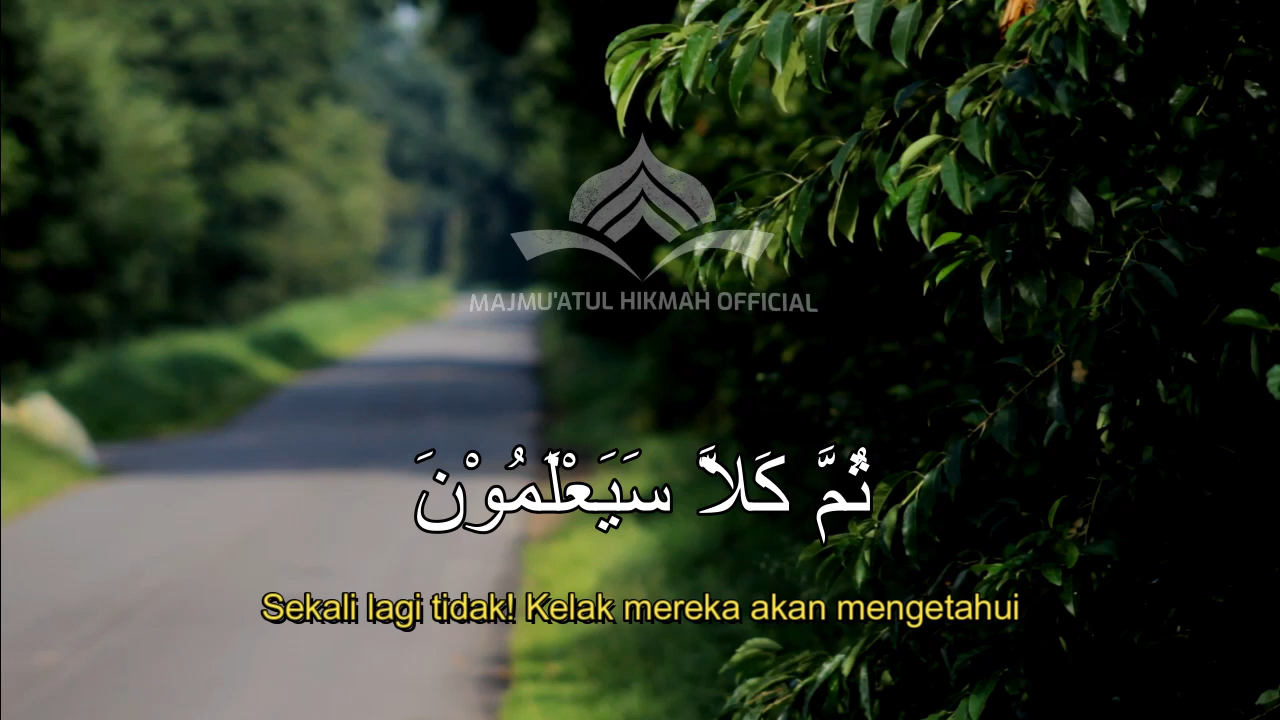 MAJMU'ATUL HIKMAH OFFICIAL
ثُمَّ كَلاَّ سَيَعْلَمُوْنَ
Sekali lagi tidak! Kelak mereka akan mengetahui